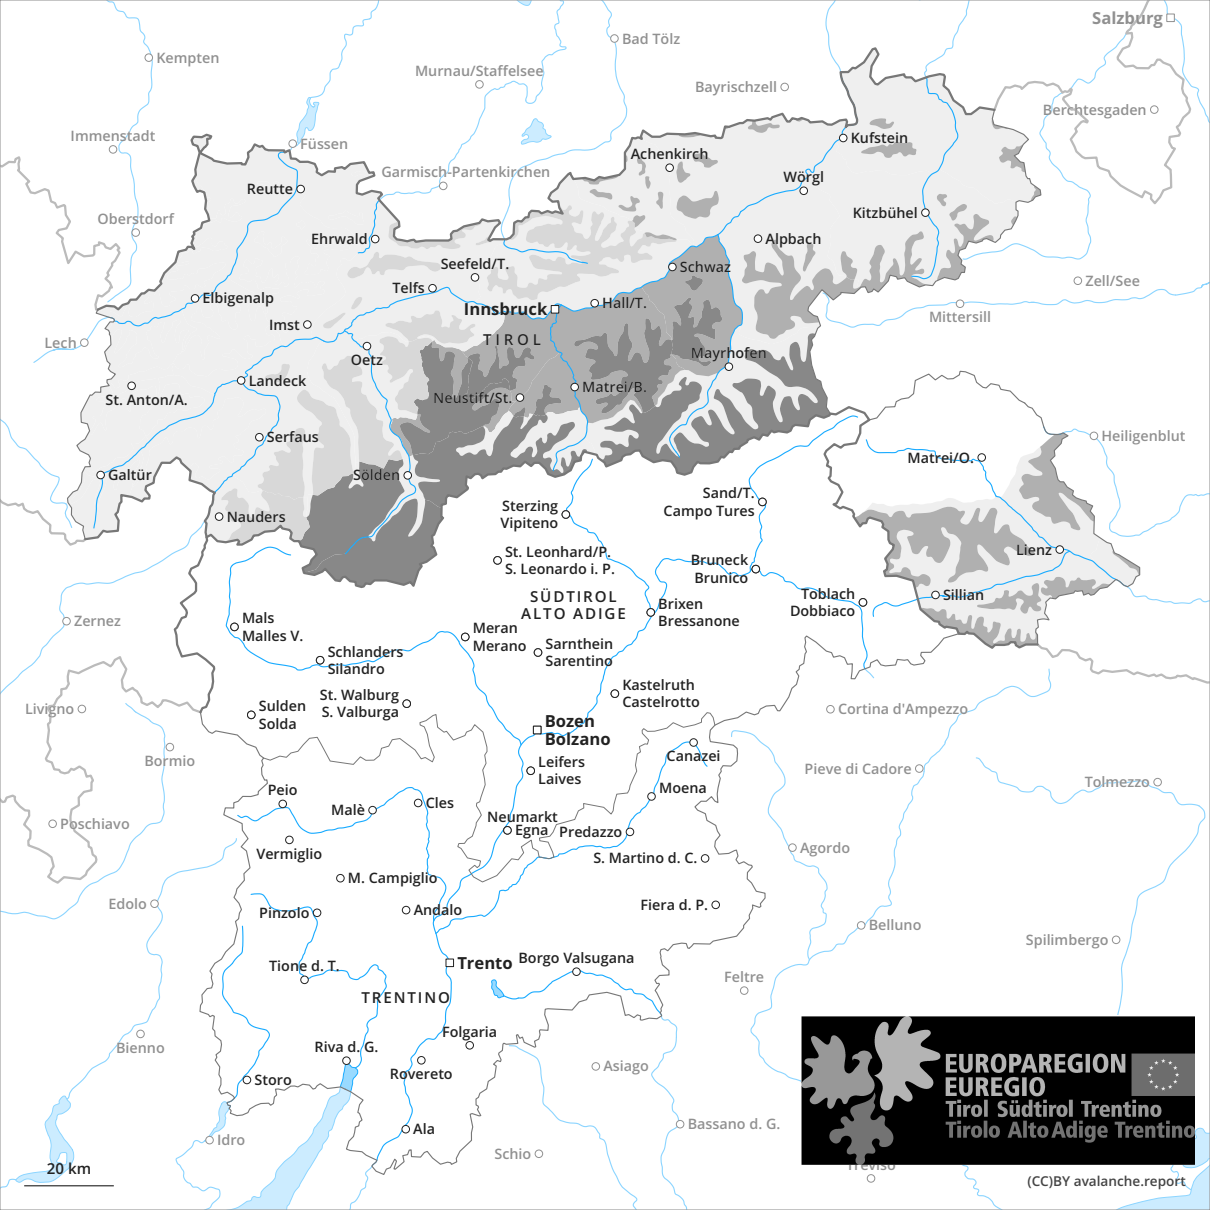 Salzburg
Bad Tölz
Kempten
Murnau/Staffelsee
Bayrischzell
Berchtesgaden
Immenstadt
Füssen
Kufstein
Achenkirch
Garmisch-Partenkirchen
Wörgl
Reutte
Oberstdorf
Kitzbühel
Ehrwald
Alpbach
Seefeld/T.
Schwaz
Zell/See
Telfs
Elbigenalp
Hall/T.
Innsbruck
Mittersill
Imst
TIROL
Lech
Oetz
Mayrhofen
Landeck
Matrei/B.
St. Anton/A.
Neustift/St.
Serfaus
Heiligenblut
Matrei/O.
Galtür
Sölden
Sand/T.
Campo Tures
Sterzing
Vipiteno
Nauders
Lienz
St. Leonhard/P.
S. Leonardo i. P.
Bruneck
Brunico
SÜDTIROL
ALTO ADIGE
Toblach
Dobbiaco
Sillian
Brixen
Bressanone
Zernez
Mals
Malles V.
Meran
Merano
Sarnthein
Sarentino
Schlanders
Silandro
Kastelruth
Castelrotto
St. Walburg
S. Valburga
Livigno
Sulden
Solda
Cortina d'Ampezzo
Bozen
Bolzano
Bormio
Canazei
Leifers
Laives
Pieve di Cadore
Tolmezzo
Peio
Moena
Malè
Cles
Neumarkt
Egna
Poschiavo
Predazzo
Agordo
Vermiglio
S. Martino d. C.
M. Campiglio
Edolo
Fiera d. P.
Pinzolo
Andalo
Belluno
Spilimbergo
Borgo Valsugana
Trento
Tione d. T.
Feltre
TRENTINO
Folgaria
Bienno
Riva d. G.
Asiago
EUROPAREGION
EUREGIO
Tirol Südtirol Trentino
Tirolo Alto Adige Trentino
Rovereto
Storo
Bassano d. G.
Ala
Idro
Schio
Treviso
20 km
(CC)BY avalanche.report